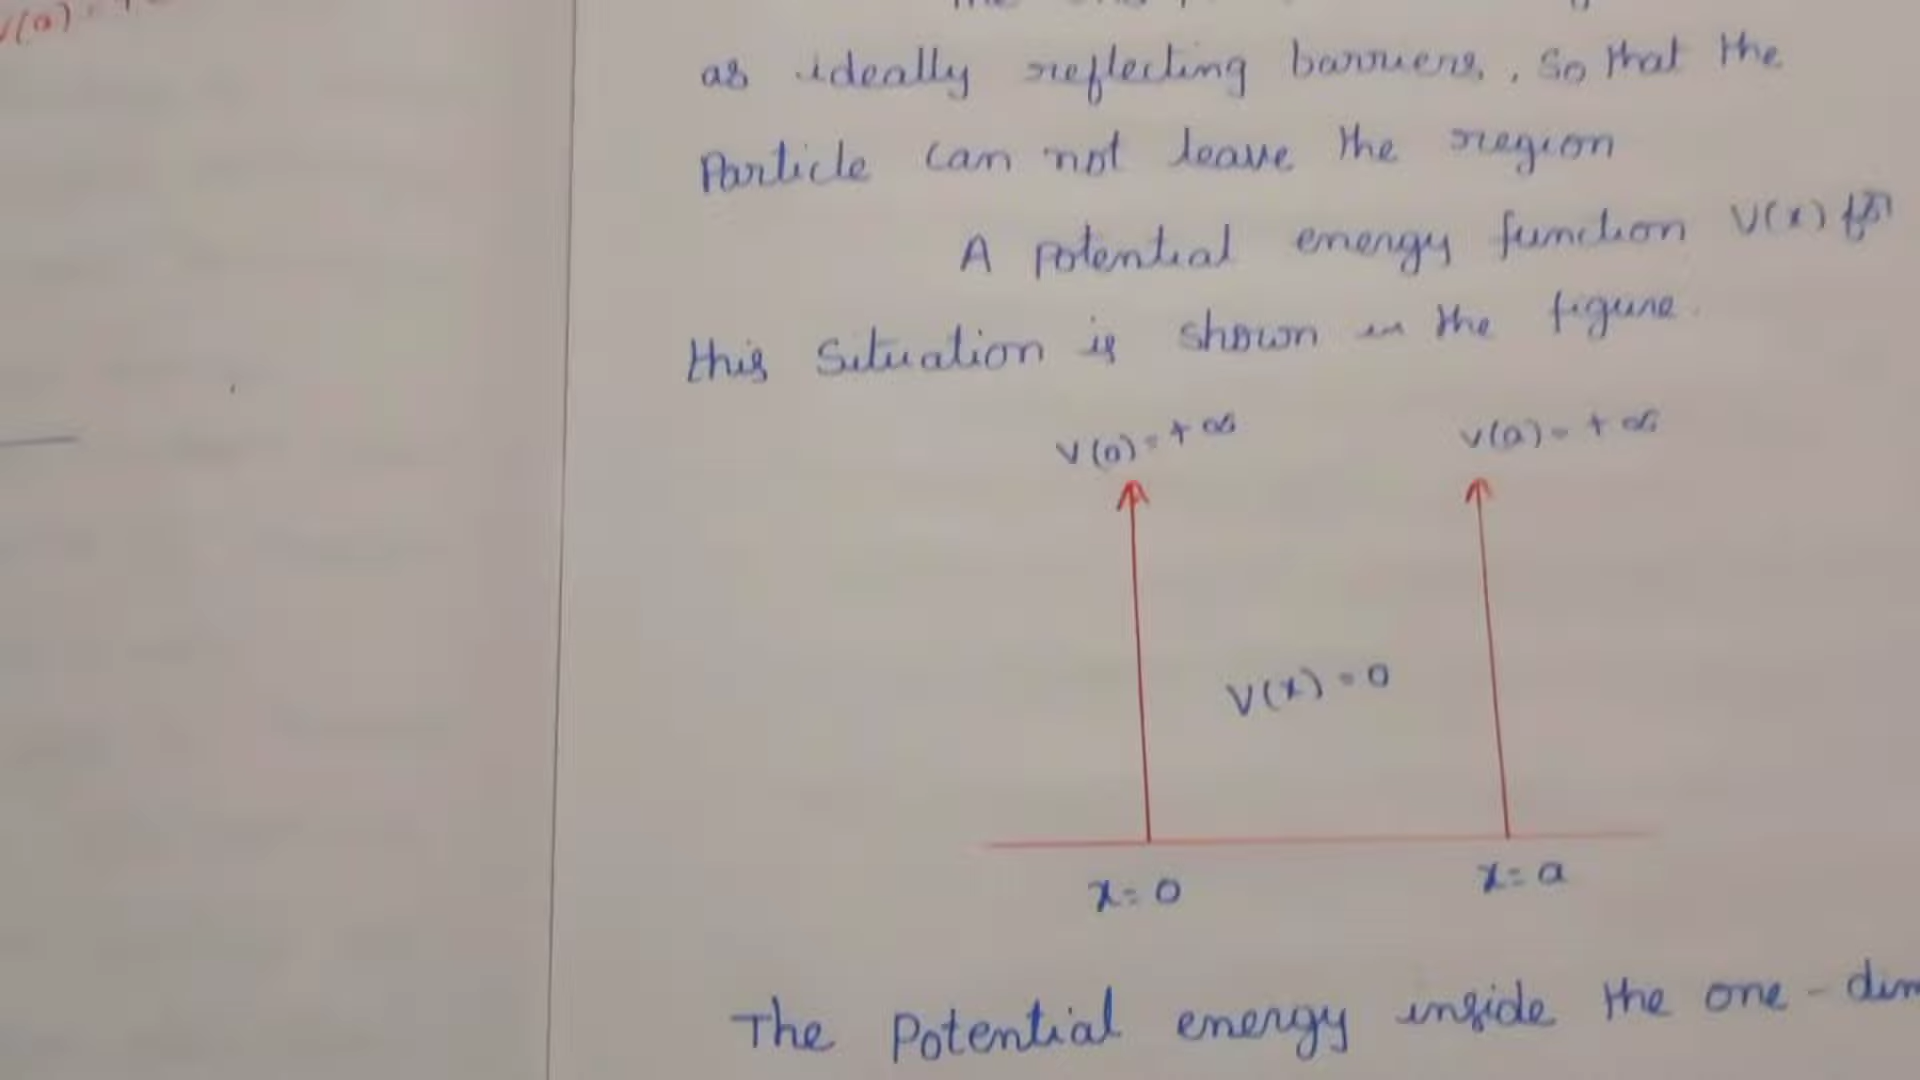 as ideally reflecting barriers, so that the
Particle can not leave the region
A potential energy function V(x) for
this situation is shown in the figure.
V(0)=+∞ V(a)=+∞
V(x)=0
x=0 x=a
The Potential energy inside the one-dim